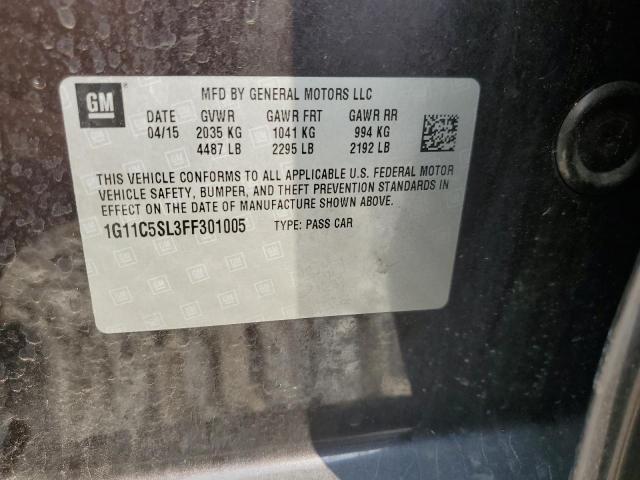 GM
MFD BY GENERAL MOTORS LLC
DATE GVWR GAWR FRT GAWR RR
04/15 2035 KG 1041 KG 994 KG
4487 LB 2295 LB 2192 LB
THIS VEHICLE CONFORMS TO ALL APPLICABLE U.S. FEDERAL MOTOR
VEHICLE SAFETY, BUMPER, AND THEFT PREVENTION STANDARDS IN
EFFECT ON THE DATE OF MANUFACTURE SHOWN ABOVE.
1G11C5SL3FF301005 TYPE: PASS CAR